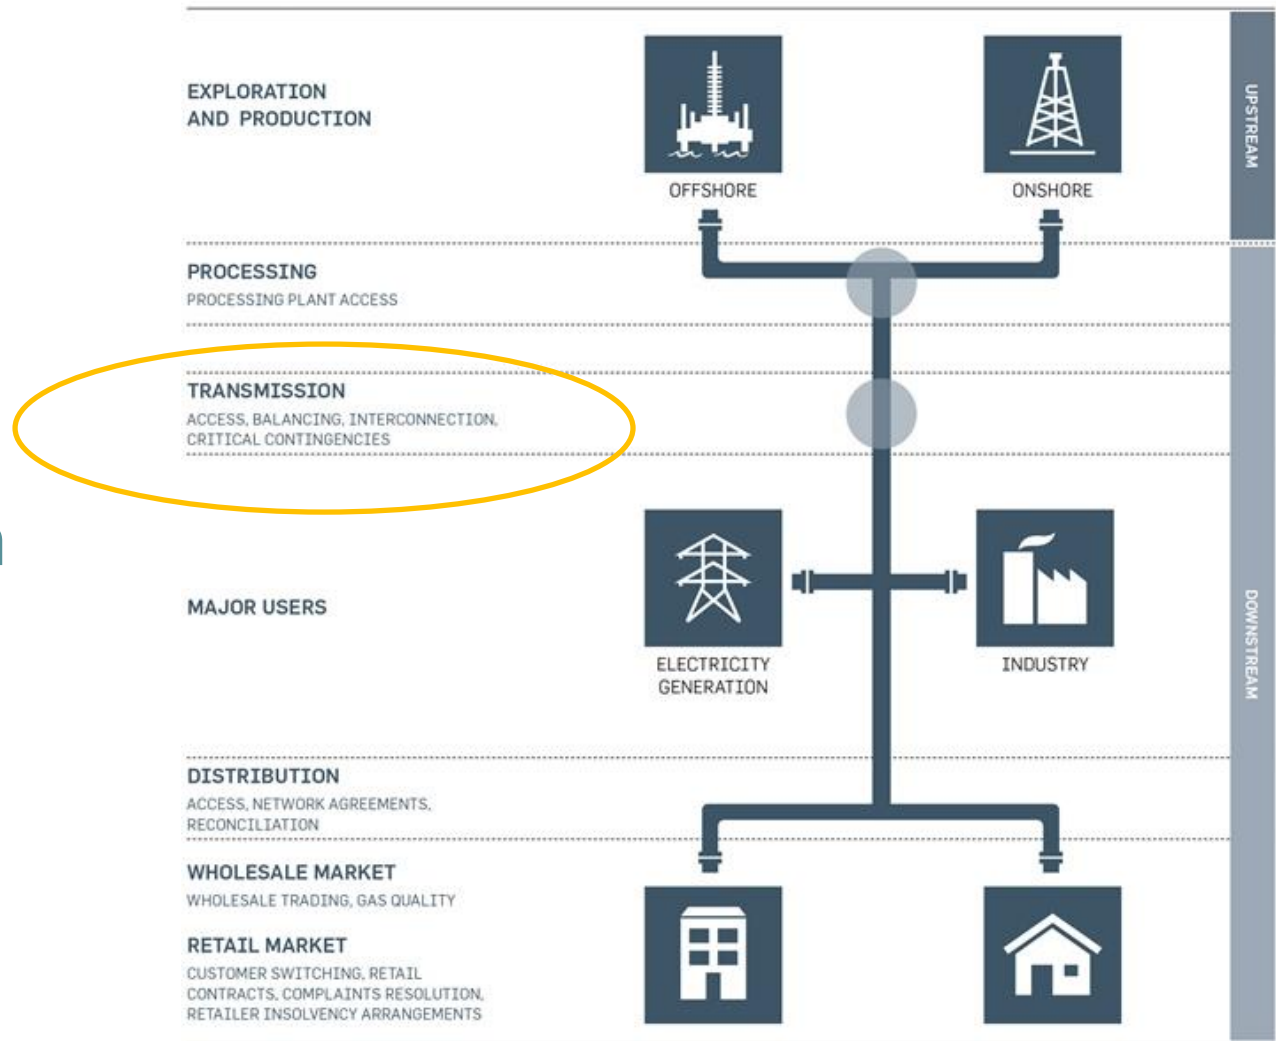 EXPLORATION
AND PRODUCTION
OFFSHORE
ONSHORE
UPSTREAM
PROCESSING
PROCESSING PLANT ACCESS
TRANSMISSION
ACCESS, BALANCING, INTERCONNECTION,
CRITICAL CONTINGENCIES
MAJOR USERS
ELECTRICITY
GENERATION
INDUSTRY
DOWNSTREAM
DISTRIBUTION
ACCESS, NETWORK AGREEMENTS,
RECONCILIATION
WHOLESALE MARKET
WHOLESALE TRADING, GAS QUALITY
RETAIL MARKET
CUSTOMER SWITCHING, RETAIL
CONTRACTS, COMPLAINTS RESOLUTION,
RETAILER INSOLVENCY ARRANGEMENTS